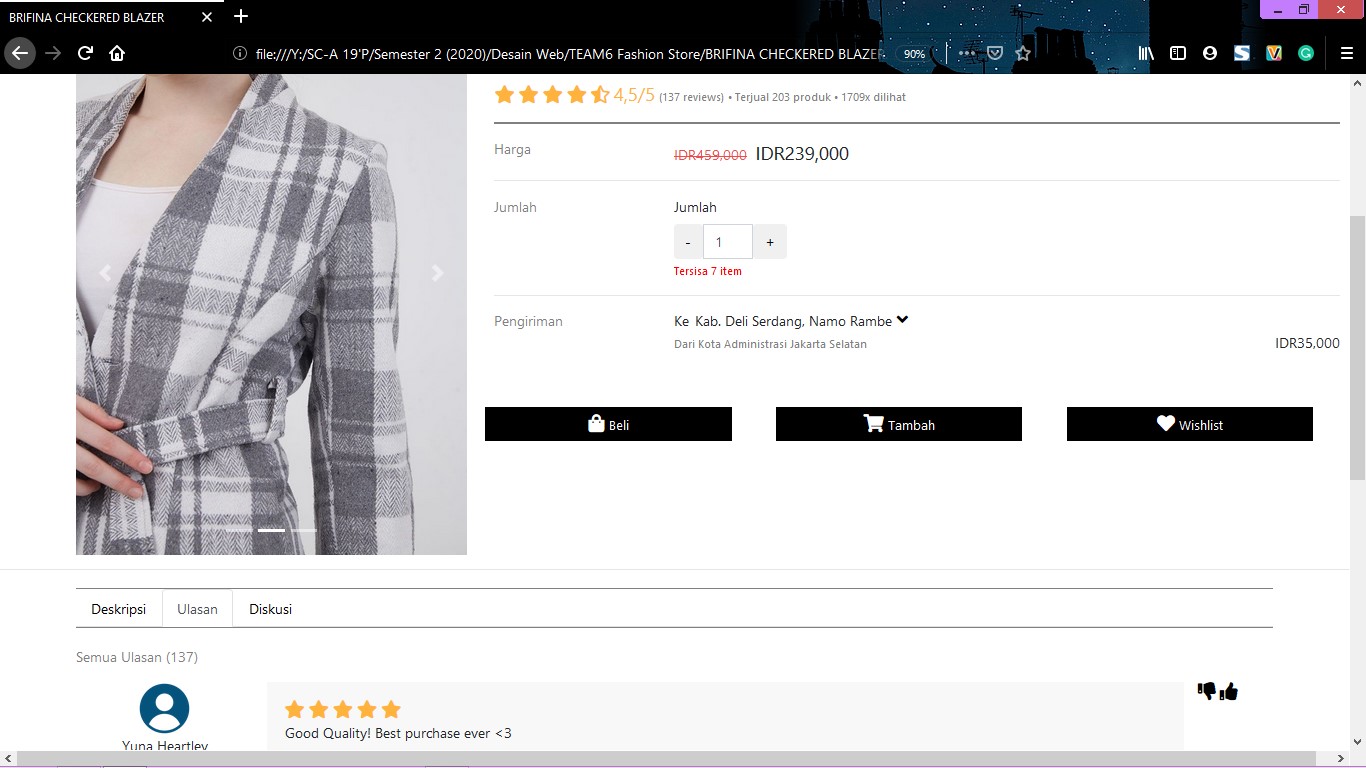 BRIFINA CHECKERED BLAZER
file:///Y:/SC-A 19'P/Semester 2 (2020)/Desain Web/TEAM6 Fashion Store/BRIFINA CHECKERED BLAZER
90%
4,5/5 (137 reviews) • Terjual 203 produk • 1709x dilihat
Harga IDR459,000 IDR239,000
Jumlah Jumlah
- 1 +
Tersisa 7 item
Pengiriman Ke Kab. Deli Serdang, Namo Rambe
Dari Kota Administrasi Jakarta Selatan IDR35,000
Beli Tambah Wishlist
Deskripsi Ulasan Diskusi
Semua Ulasan (137)
Good Quality! Best purchase ever <3
Yuna Heartley